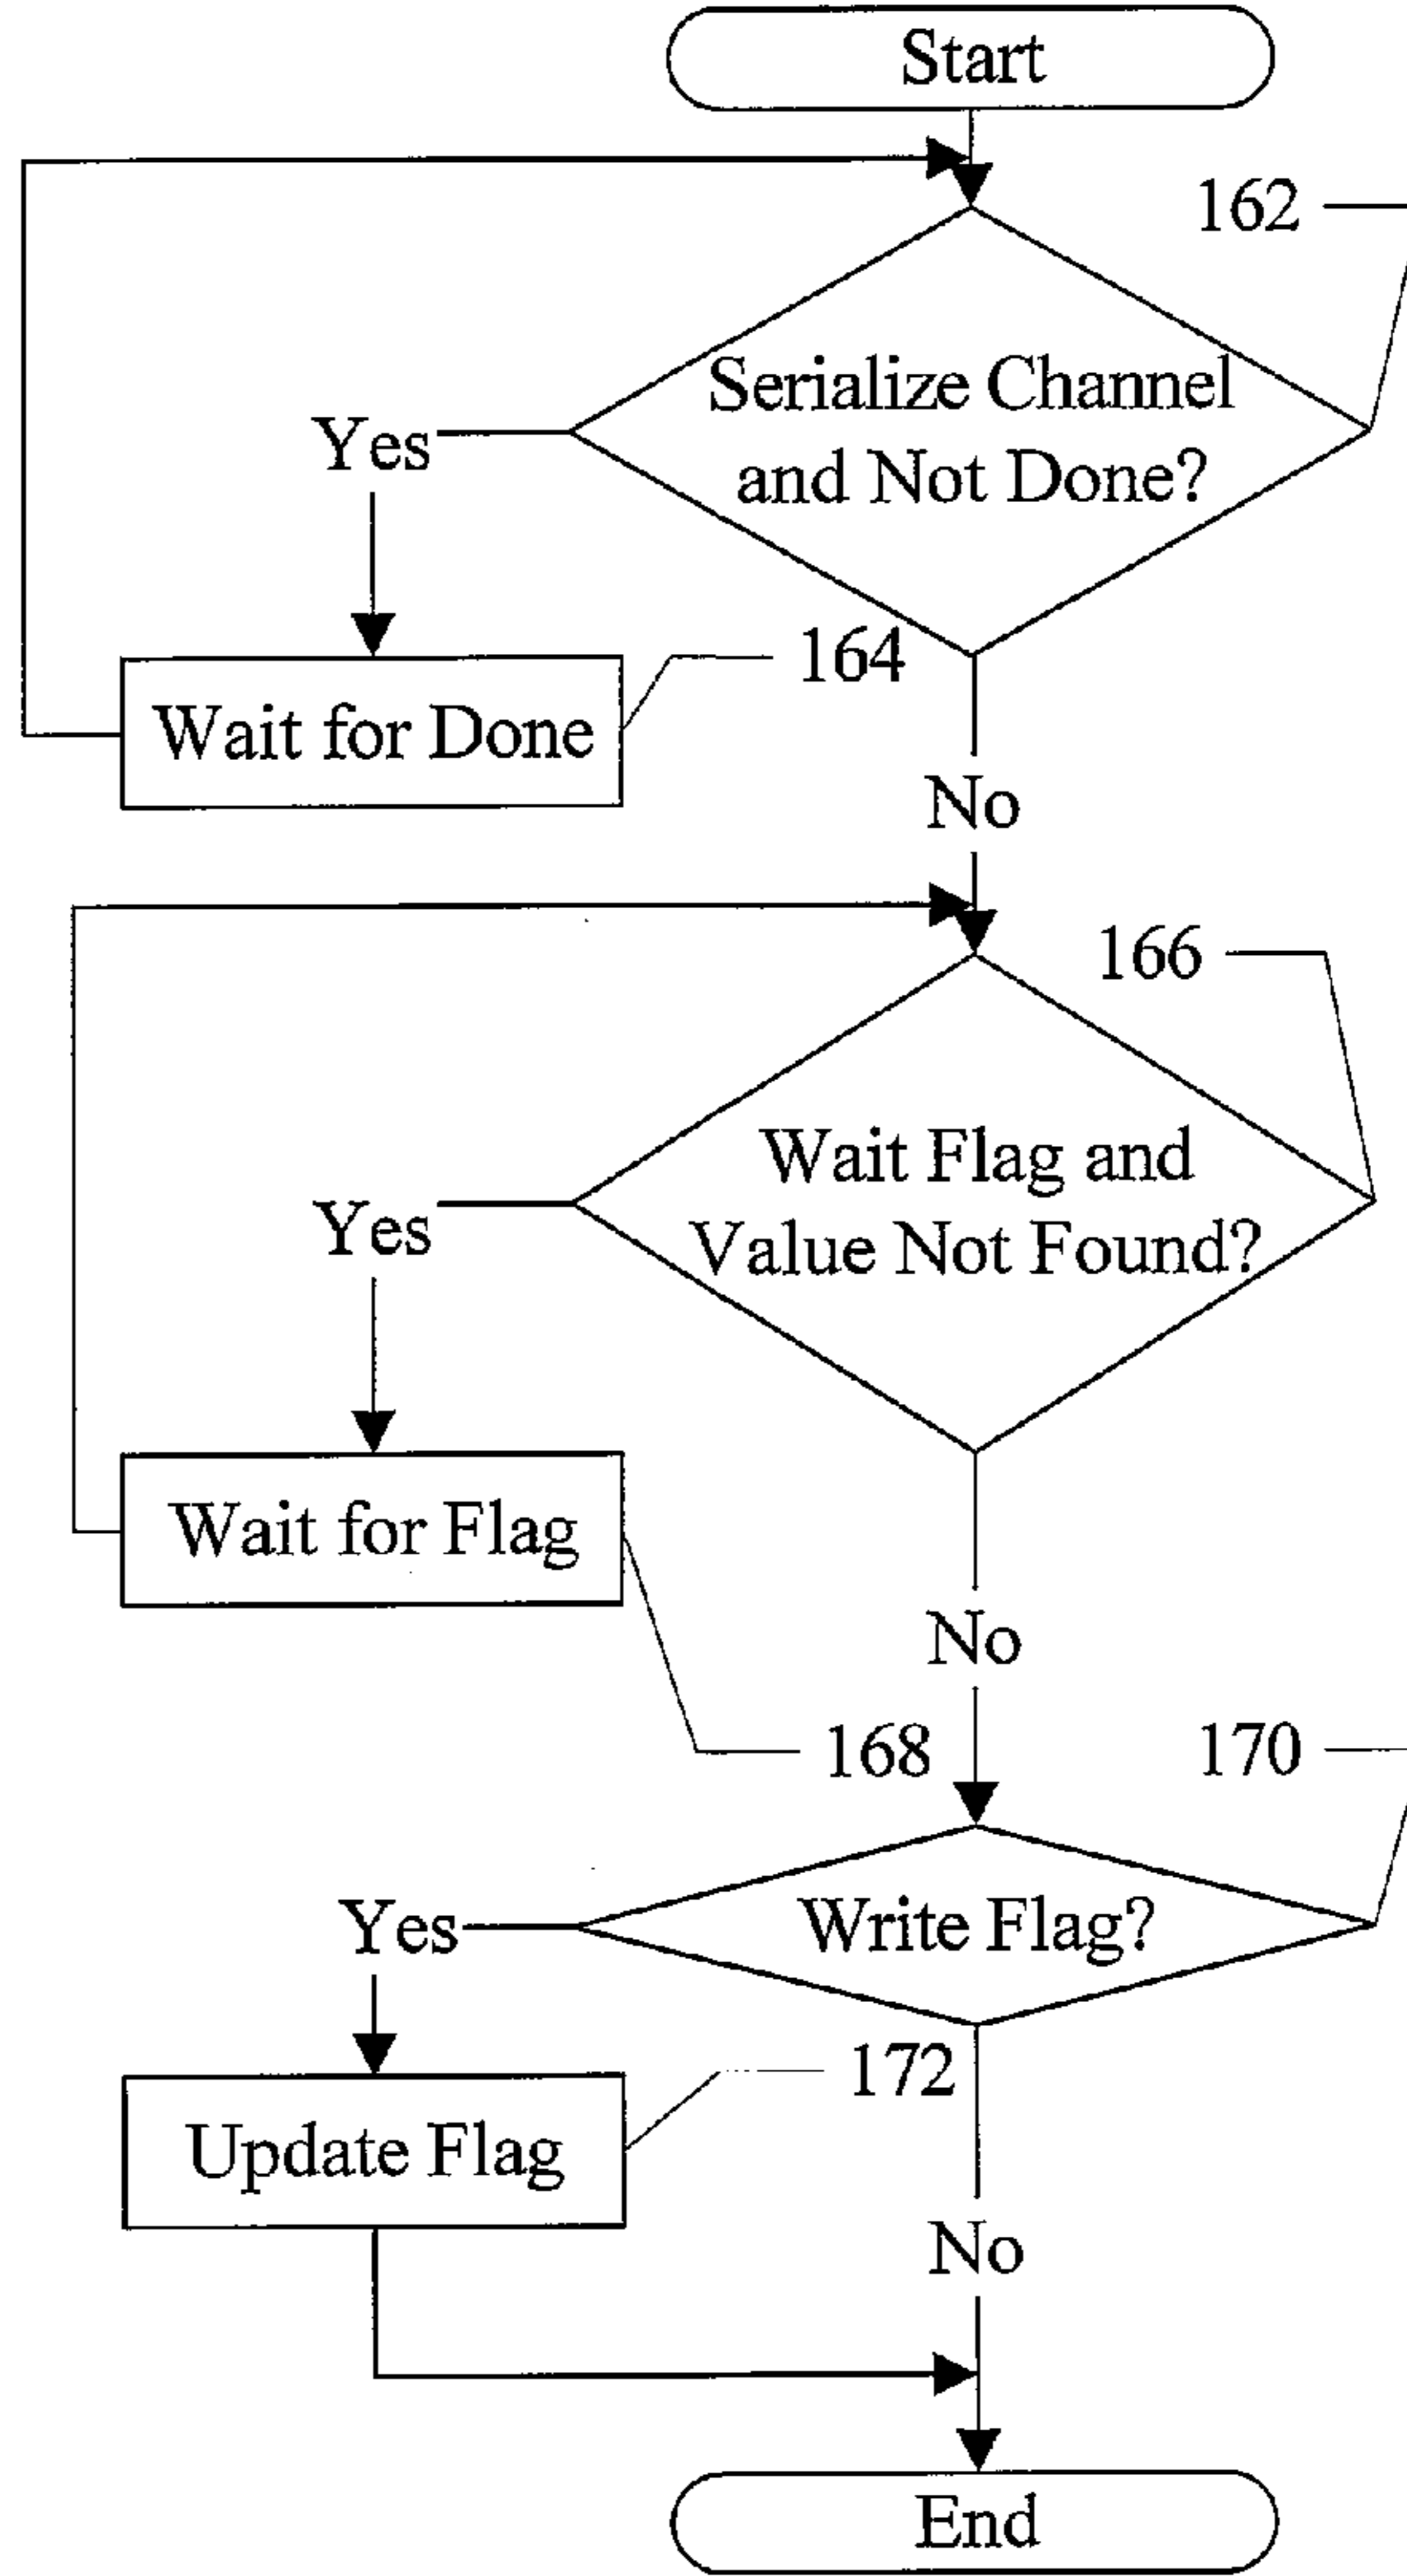 Start
162
Serialize Channel
and Not Done?
Yes
164
Wait for Done
No
166
Wait Flag and
Value Not Found?
Yes
Wait for Flag
No
168
170
Write Flag?
Yes
172
Update Flag
No
End